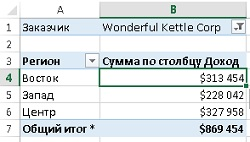 A B
1 Заказчик Wonderful Kettle Corp
2
3 Регион Сумма по столбцу Доход
4 Восток $313 454
5 Запад $228 042
6 Центр $327 958
7 Общий итог * $869 454